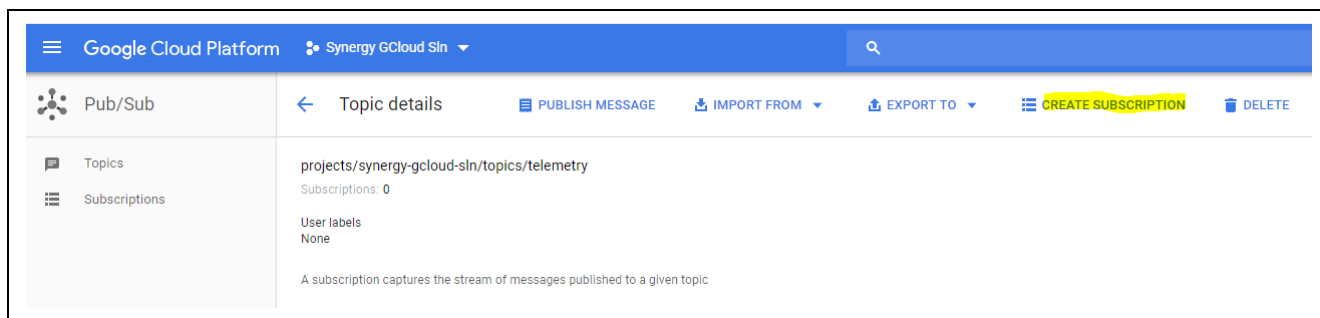 Google Cloud Platform Synergy GCloud Sln
Pub/Sub Topic details PUBLISH MESSAGE IMPORT FROM EXPORT TO CREATE SUBSCRIPTION DELETE
Topics
Subscriptions
projects/synergy-gcloud-sln/topics/telemetry
Subscriptions: 0
User labels
None
A subscription captures the stream of messages published to a given topic